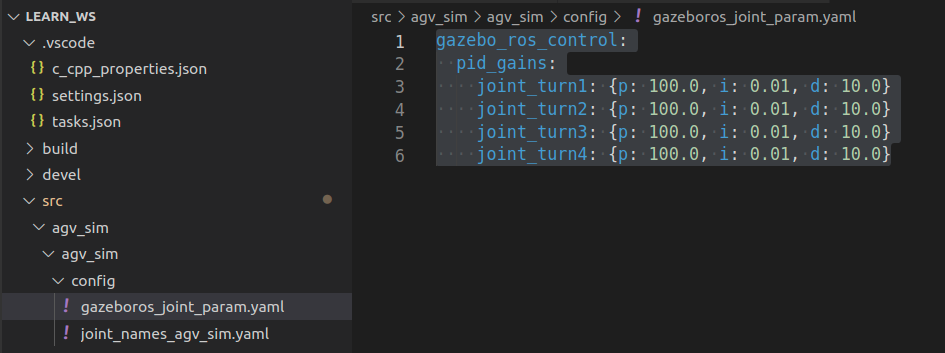 LEARN_WS
.vscode
{} c_cpp_properties.json
{} settings.json
{} tasks.json
build
devel
src
agv_sim
agv_sim
config
! gazeboros_joint_param.yaml
! joint_names_agv_sim.yaml
src > agv_sim > agv_sim > config > ! gazeboros_joint_param.yaml
1 gazebo_ros_control:
2 pid_gains:
3 joint_turn1: {p: 100.0, i: 0.01, d: 10.0}
4 joint_turn2: {p: 100.0, i: 0.01, d: 10.0}
5 joint_turn3: {p: 100.0, i: 0.01, d: 10.0}
6 joint_turn4: {p: 100.0, i: 0.01, d: 10.0}